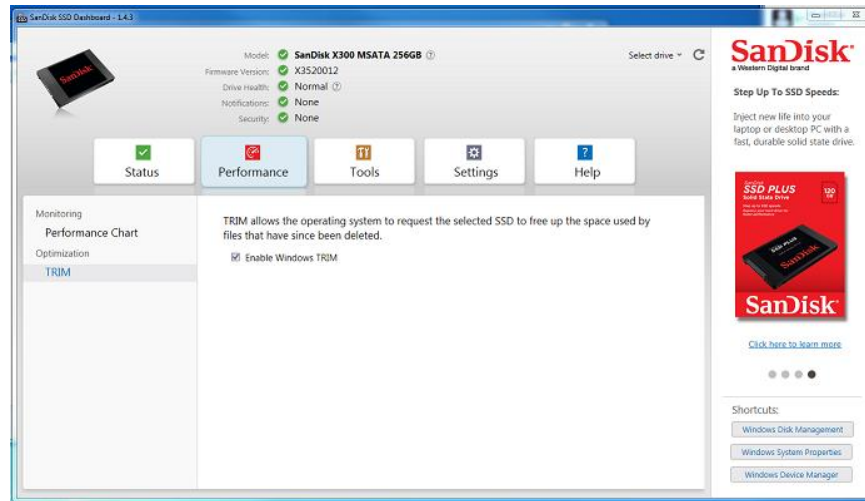 SanDisk SSD Dashboard - 1.4.3
Model: SanDisk X300 MSATA 256GB
Firmware Version: X3520012
Drive Health: Normal
Notifications: None
Security: None
Select drive
SanDisk
Status
Performance
Tools
Settings
Help
Monitoring
Performance Chart
Optimization
TRIM
TRIM allows the operating system to request the selected SSD to free up the space used by
files that have since been deleted.
Enable Windows TRIM
SanDisk
a Western Digital brand
Step Up To SSD Speeds:
Inject new life into your
laptop or desktop PC with a
fast, durable solid state drive.
SanDisk
SSD PLUS
Solid State Drive
120
GB
SSD PLUS
SanDisk
SanDisk
Click here to learn more
Shortcuts:
Windows Disk Management
Windows System Properties
Windows Device Manager